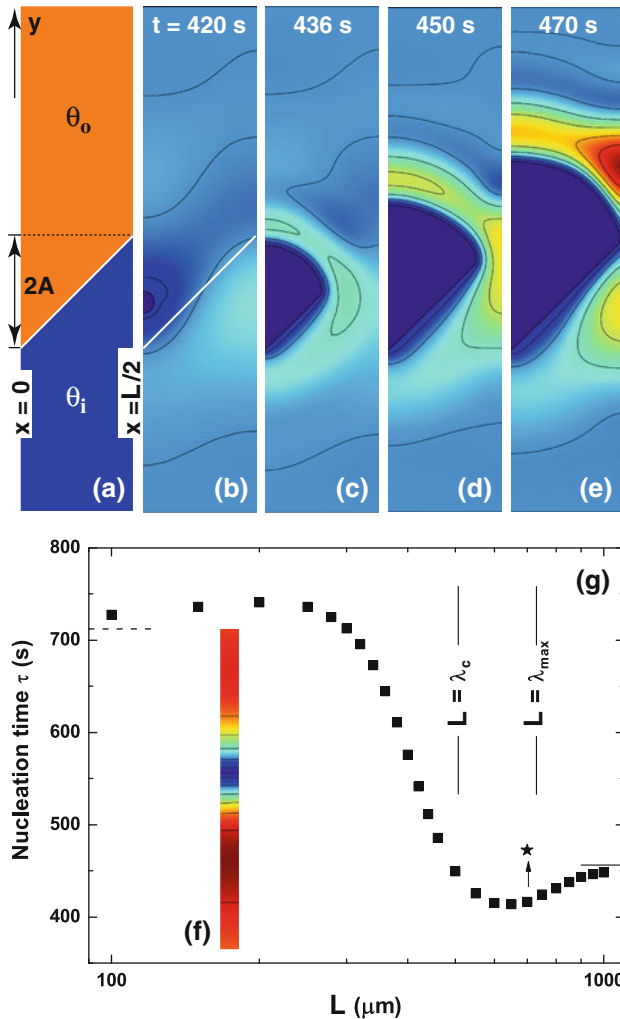 y
t = 420 s
436 s
450 s
470 s
θo
2A
x = 0
x =L/2
θi
(a)
(b)
(c)
(d)
(e)
800
(g)
700
600
500
400
Nucleation time τ (s)
L = λc
L = λmax
(f)
100
1000
L (μm)